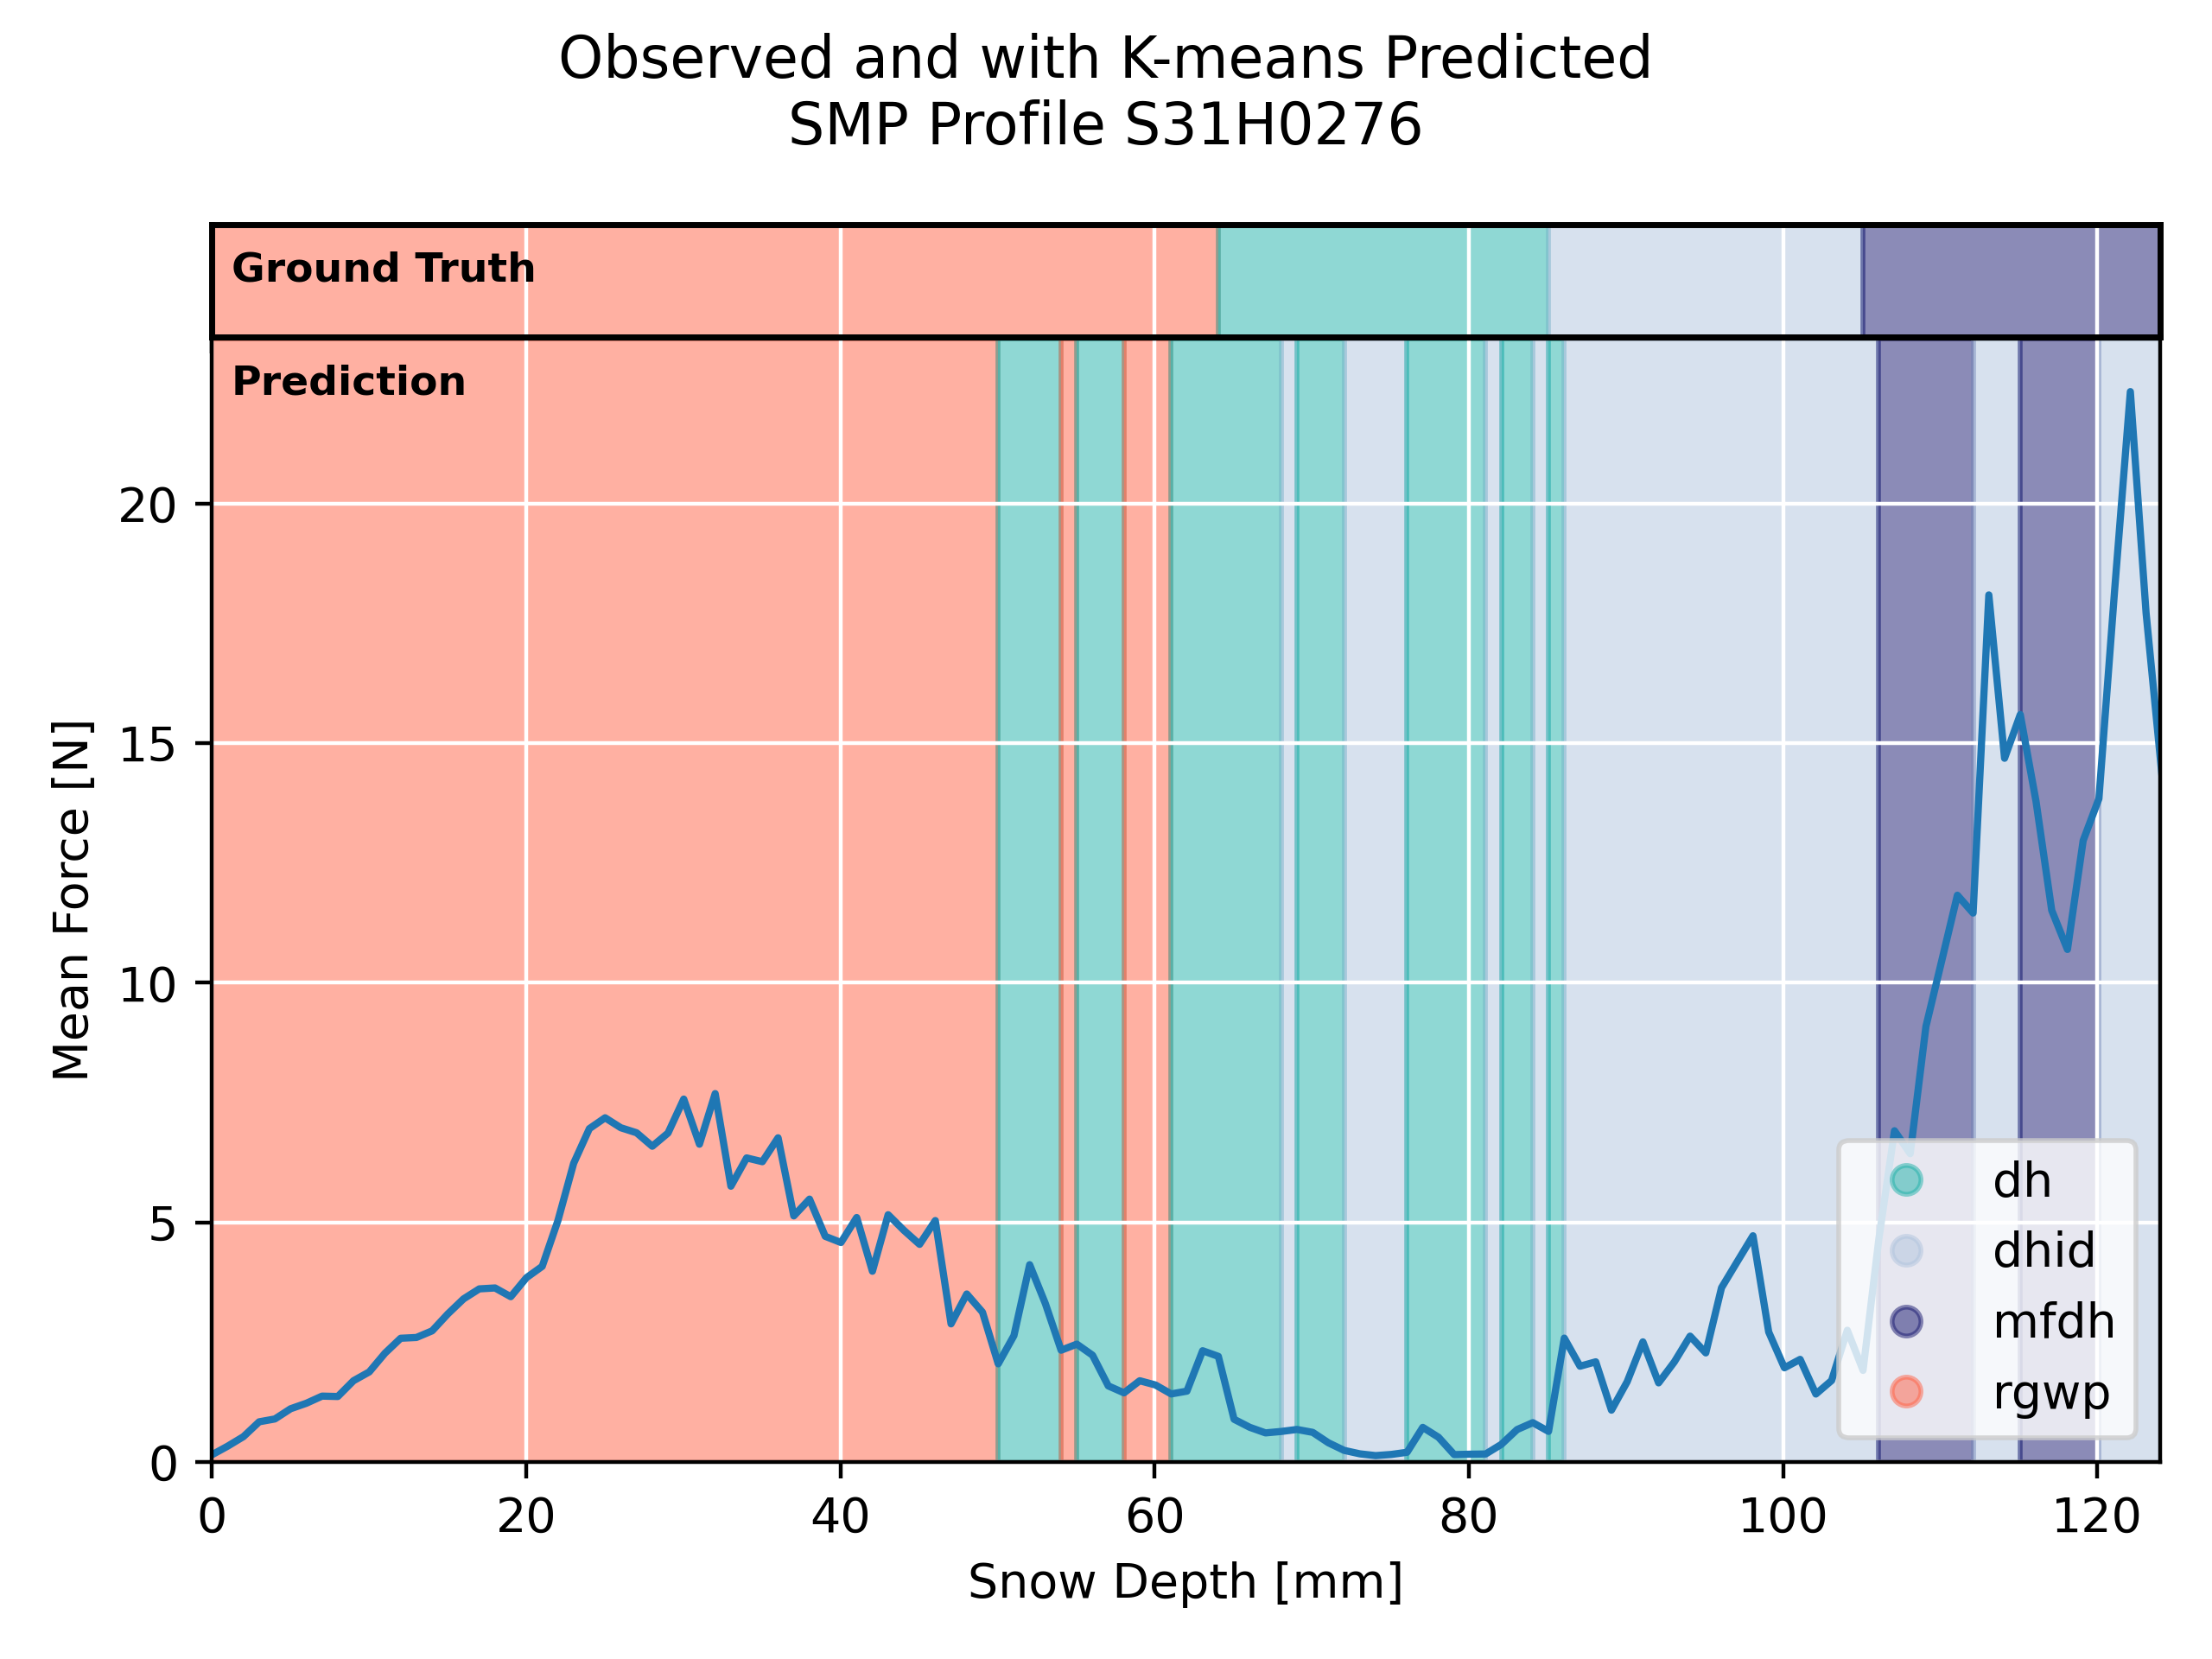 Observed and with K-means Predicted
SMP Profile S31H0276
Ground Truth
Prediction
20
15
10
5
0
Mean Force [N]
dh
dhid
mfdh
rgwp
0 20 40 60 80 100 120
Snow Depth [mm]